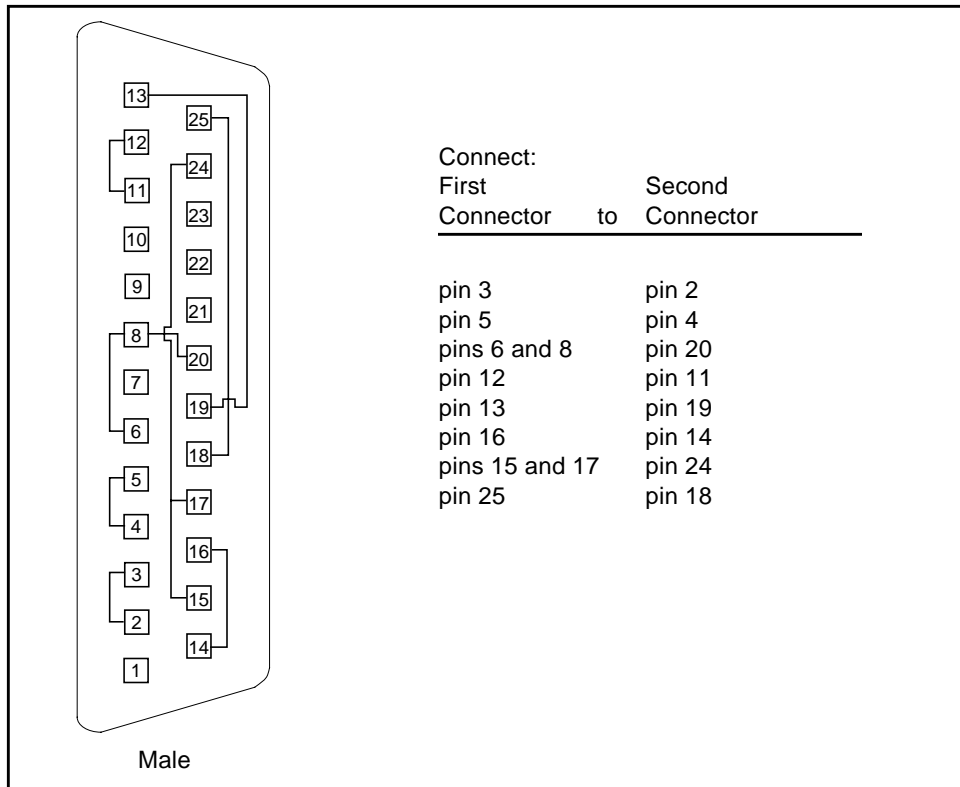 13
25
12
24
11
23
10
22
9
21
8
20
7
19
6
18
5
17
4
16
3
15
2
14
1
Male
Connect:
First Second
Connector to Connector
pin 3 pin 2
pin 5 pin 4
pins 6 and 8 pin 20
pin 12 pin 11
pin 13 pin 19
pin 16 pin 14
pins 15 and 17 pin 24
pin 25 pin 18